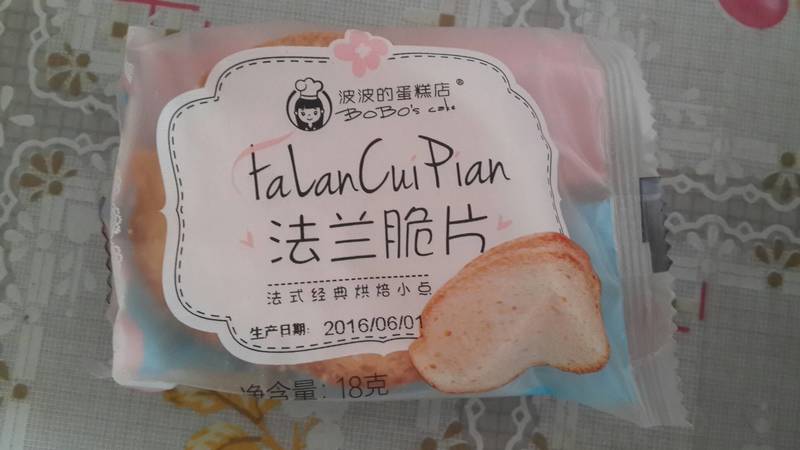 波波的蛋糕店®
BoBo's cake
faLanCuiPian
法兰脆片
法式经典烘焙小点
生产日期: 2016/06/01
净含量: 18克